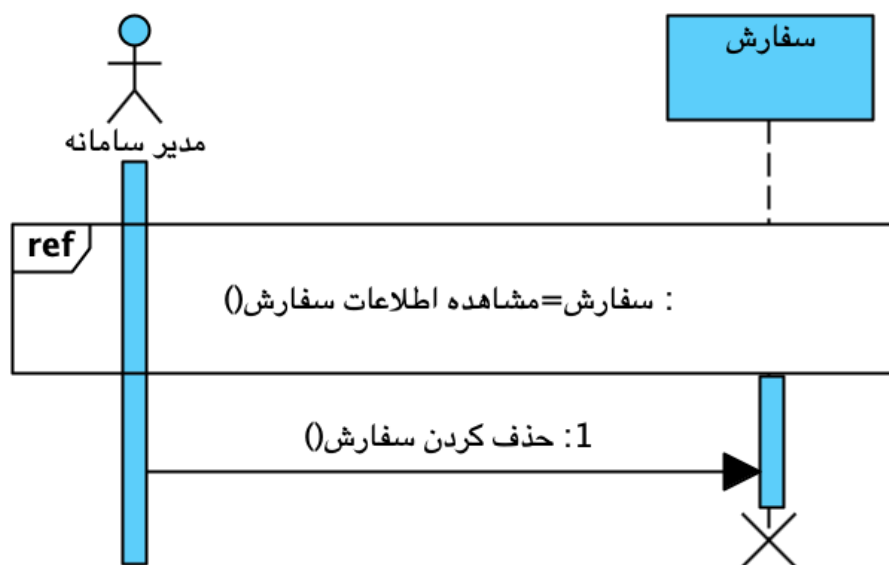 سفارش
مدیر سامانه
ref
: سفارش=مشاهده اطلاعات سفارش()
1: حذف کردن سفارش()